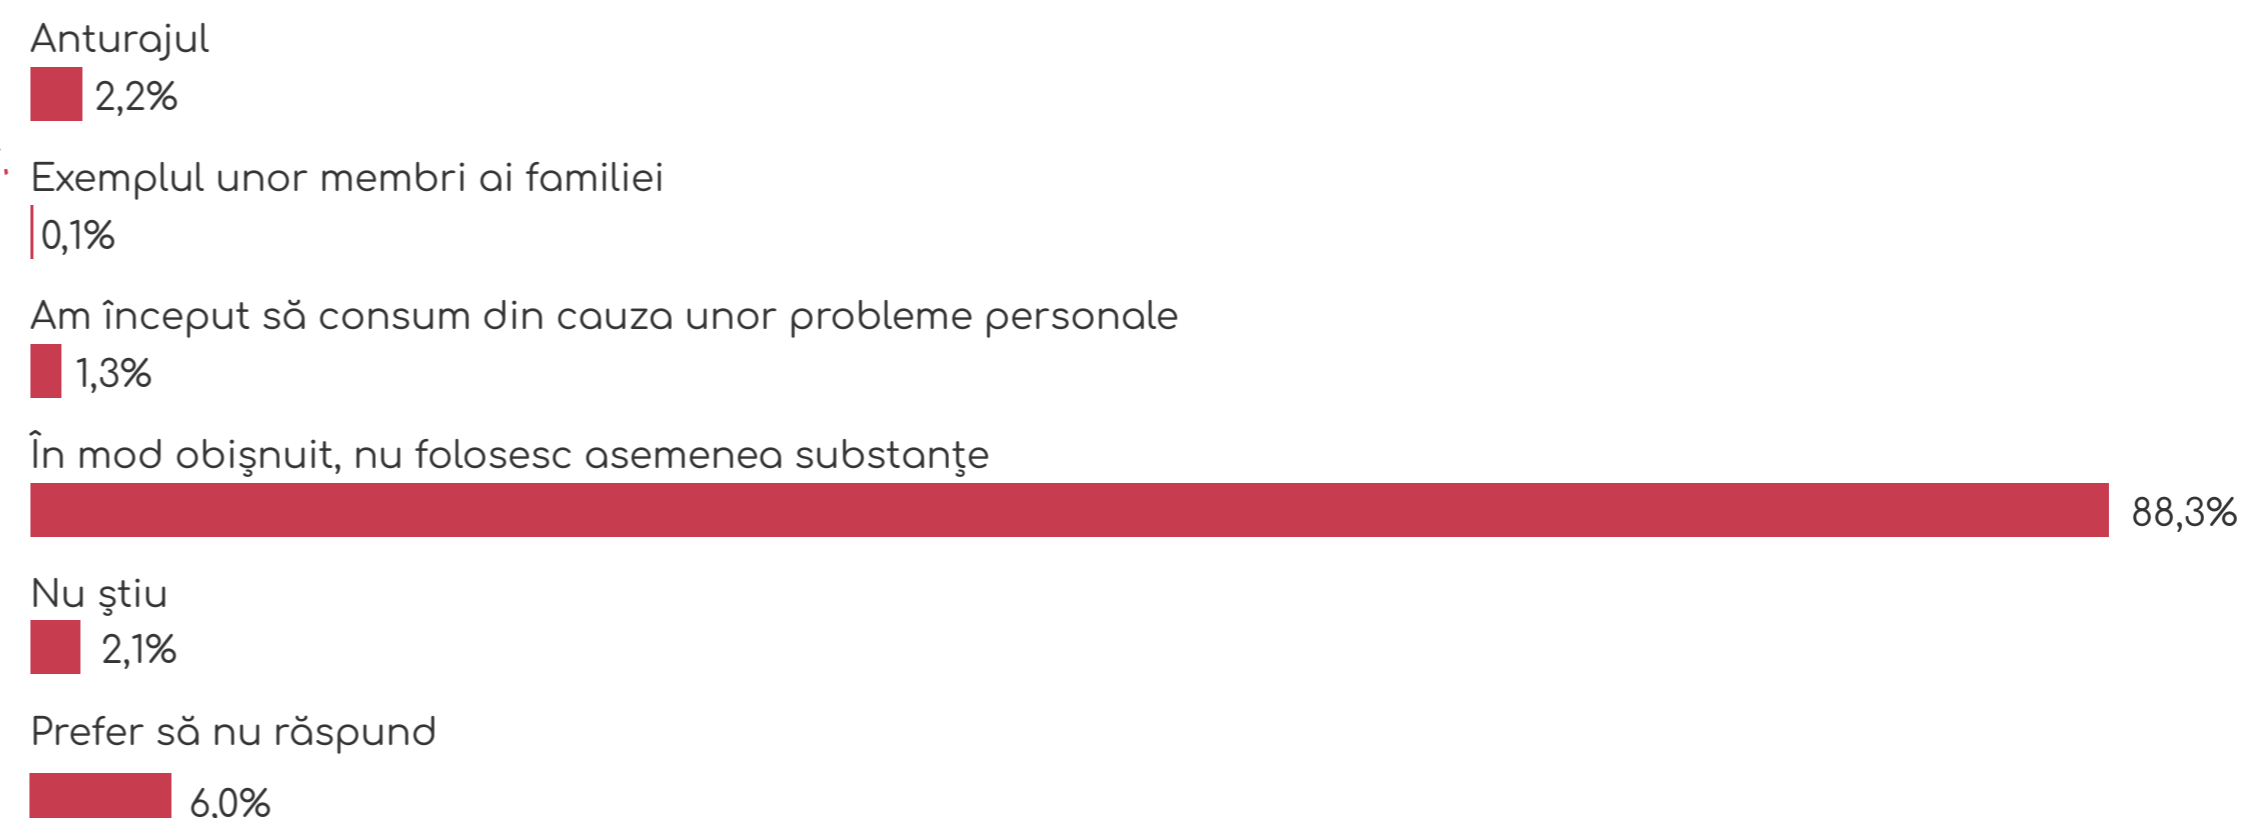 Anturajul
2,2%
Exemplul unor membri ai familiei
0,1%
Am început să consum din cauza unor probleme personale
1,3%
În mod obişnuit, nu folosesc asemenea substanţe
88,3%
Nu ştiu
2,1%
Prefer să nu răspund
6,0%